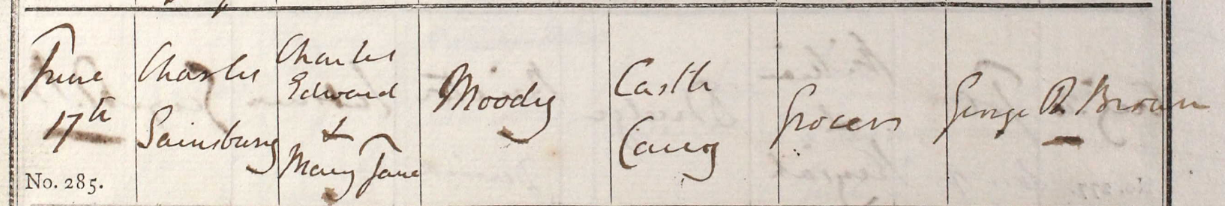 June
17th
No. 285.
Charles
Sainsbury
Charles
Edward
&
Mary Jane
Moody
Castle
Cary
Grocer
George R Brown